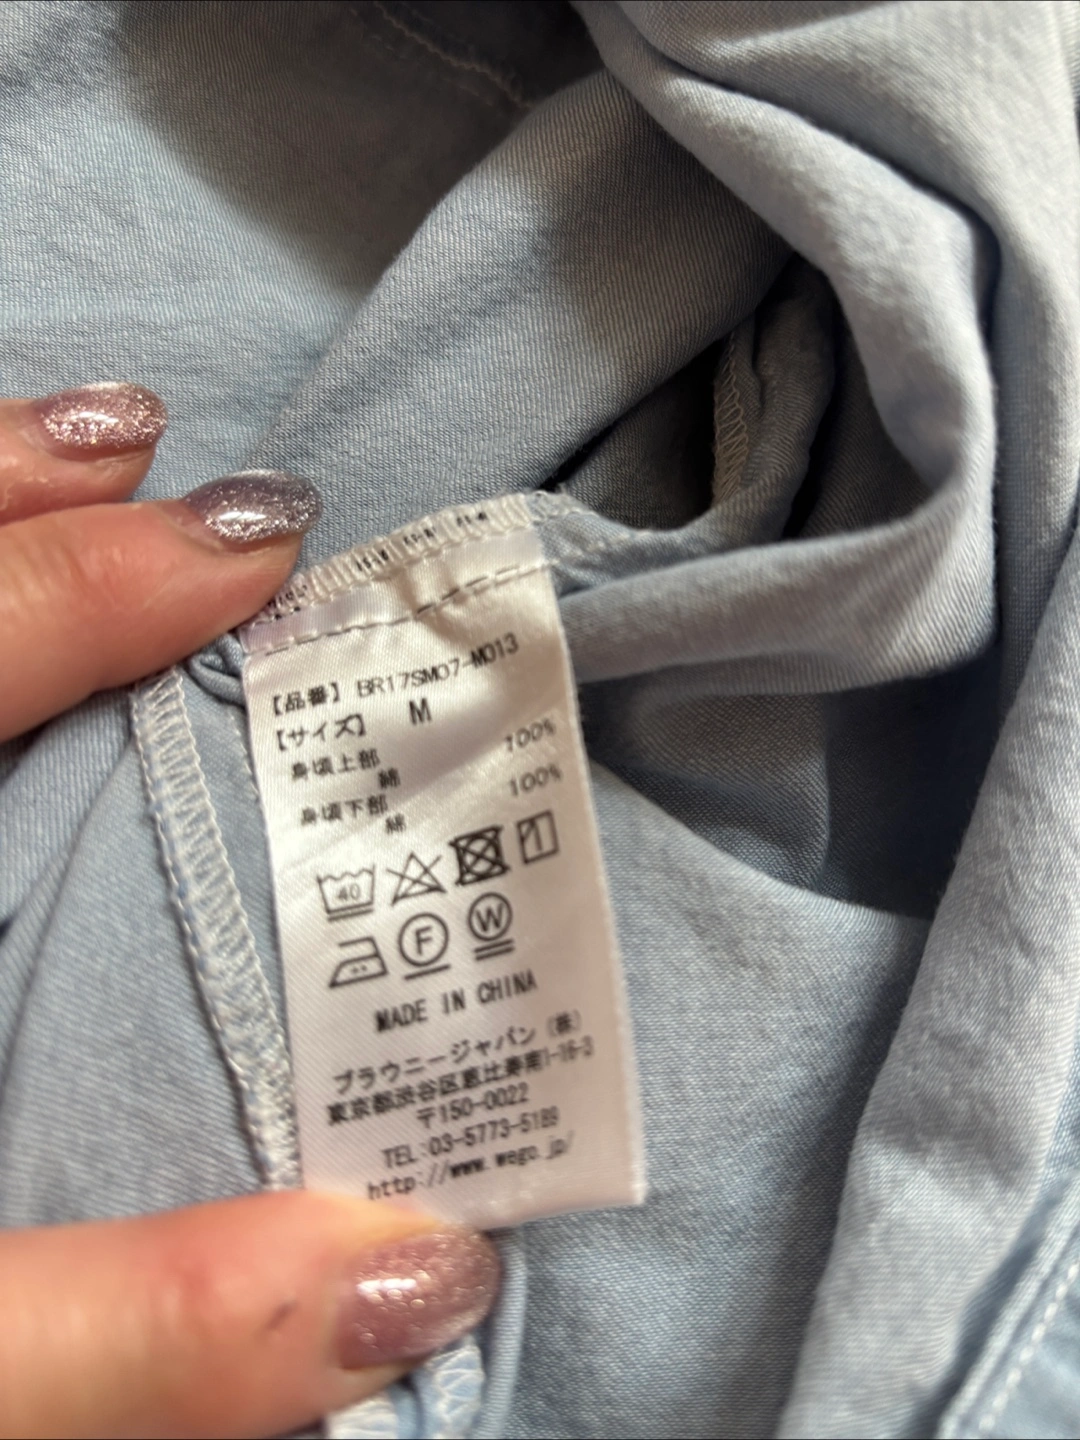 【品番】 BR17SM07-M013
【サイズ】 M
身頃上部
綿 100%
身頃下部
綿 100%
40
F W
MADE IN CHINA
ブラウニージャパン (株)
東京都渋谷区恵比寿南1-16-3
〒150-0022
TEL:03-5773-5189
http://www.wego.jp/